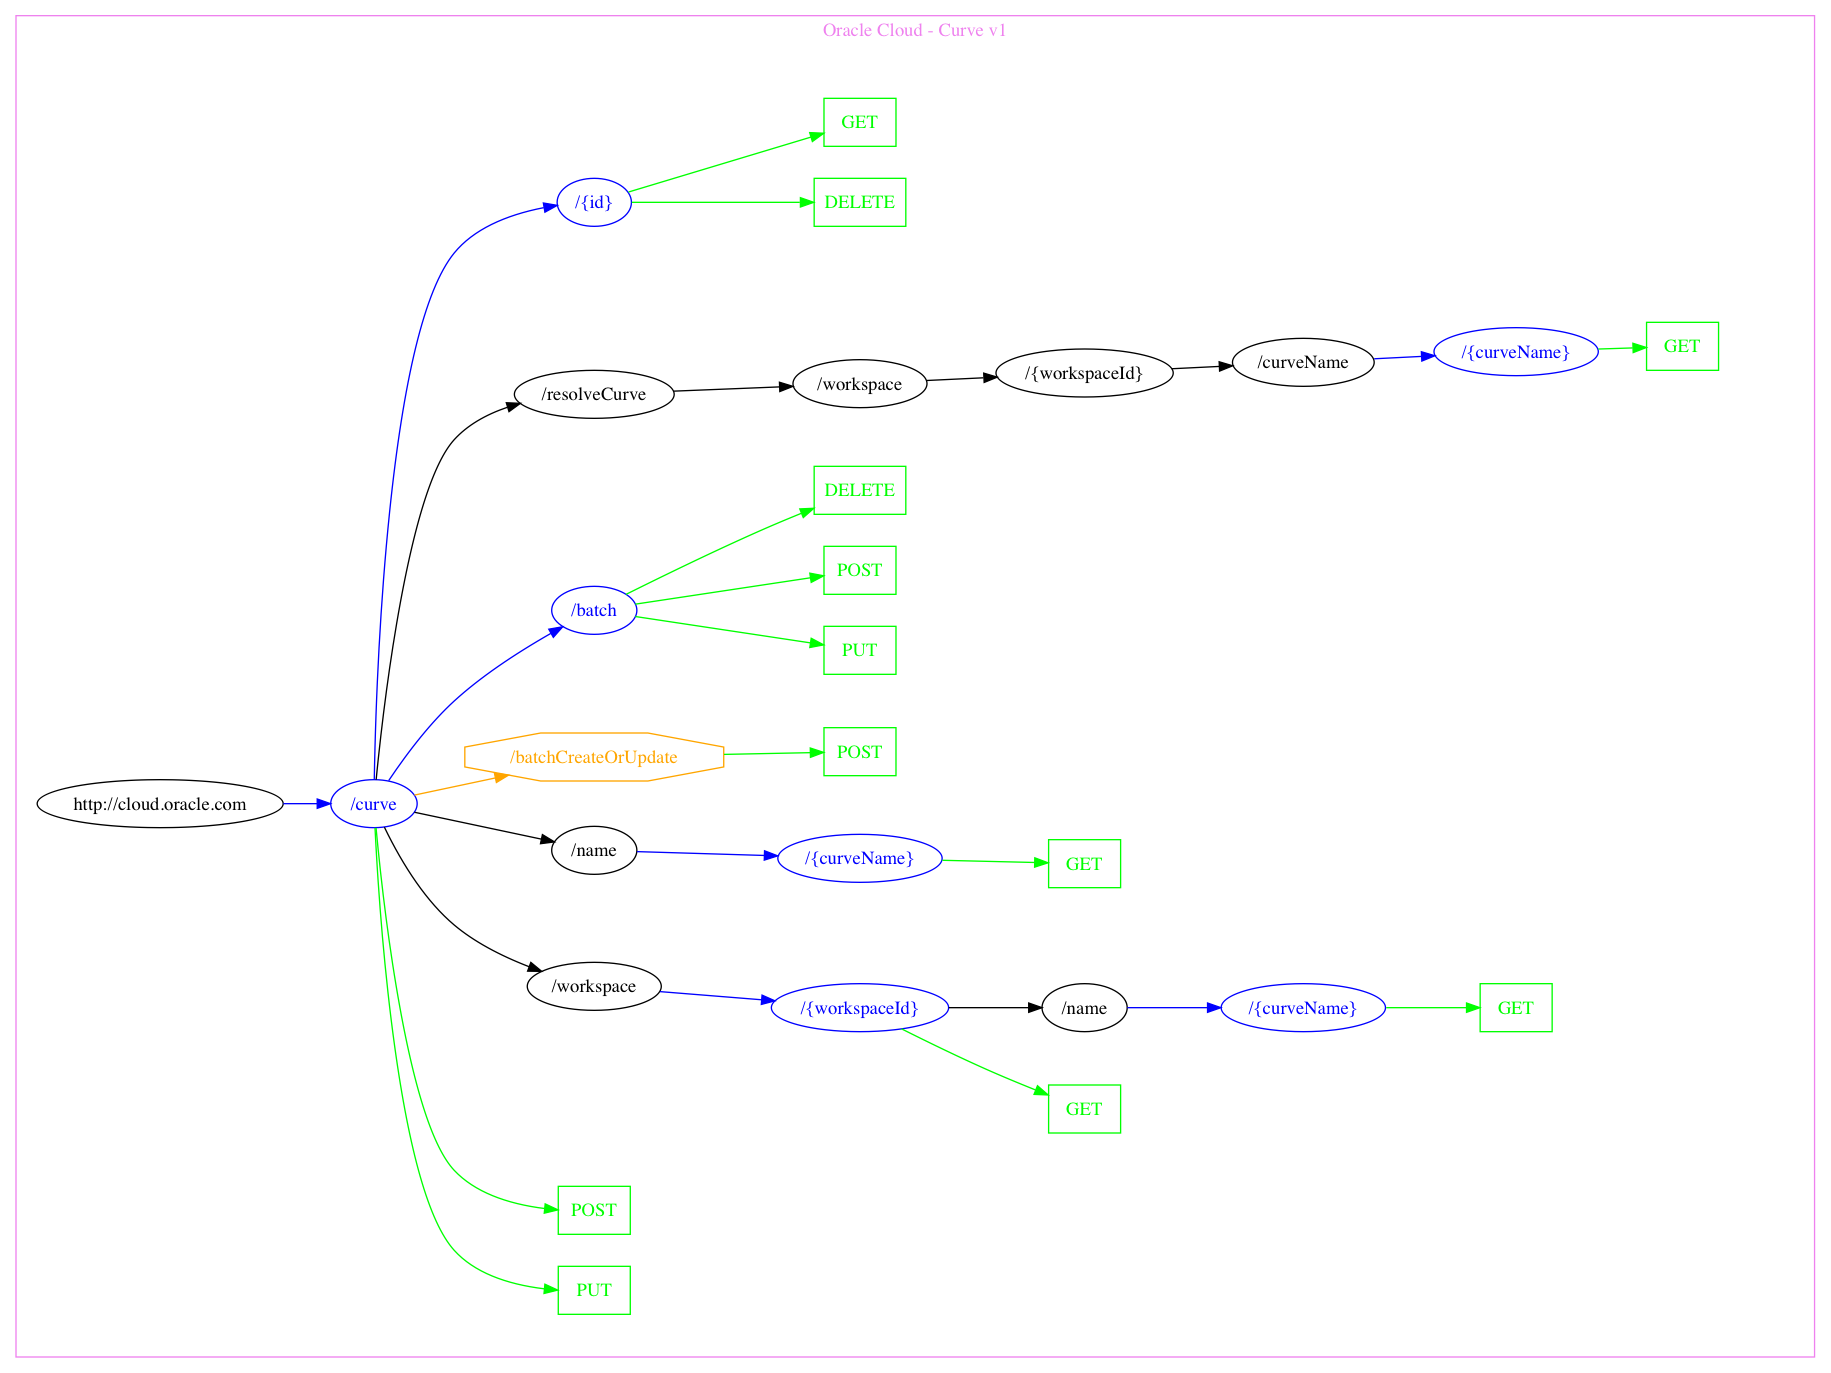 Oracle Cloud - Curve v1
GET
/{id}
DELETE
/resolveCurve
/workspace
/{workspaceId}
/curveName
/{curveName}
GET
DELETE
POST
/batch
PUT
/batchCreateOrUpdate
POST
http://cloud.oracle.com
/curve
/name
/{curveName}
GET
/workspace
/{workspaceId}
/name
/{curveName}
GET
GET
POST
PUT